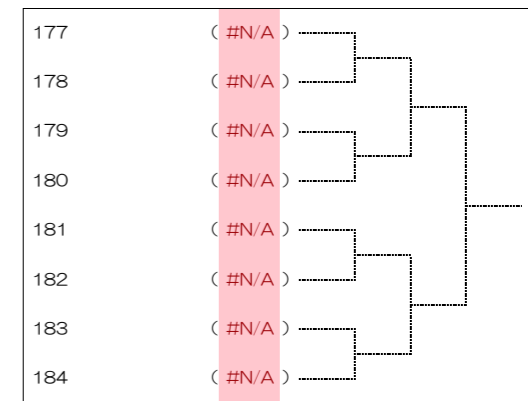 177 ( #N/A )
178 ( #N/A )
179 ( #N/A )
180 ( #N/A )
181 ( #N/A )
182 ( #N/A )
183 ( #N/A )
184 ( #N/A )